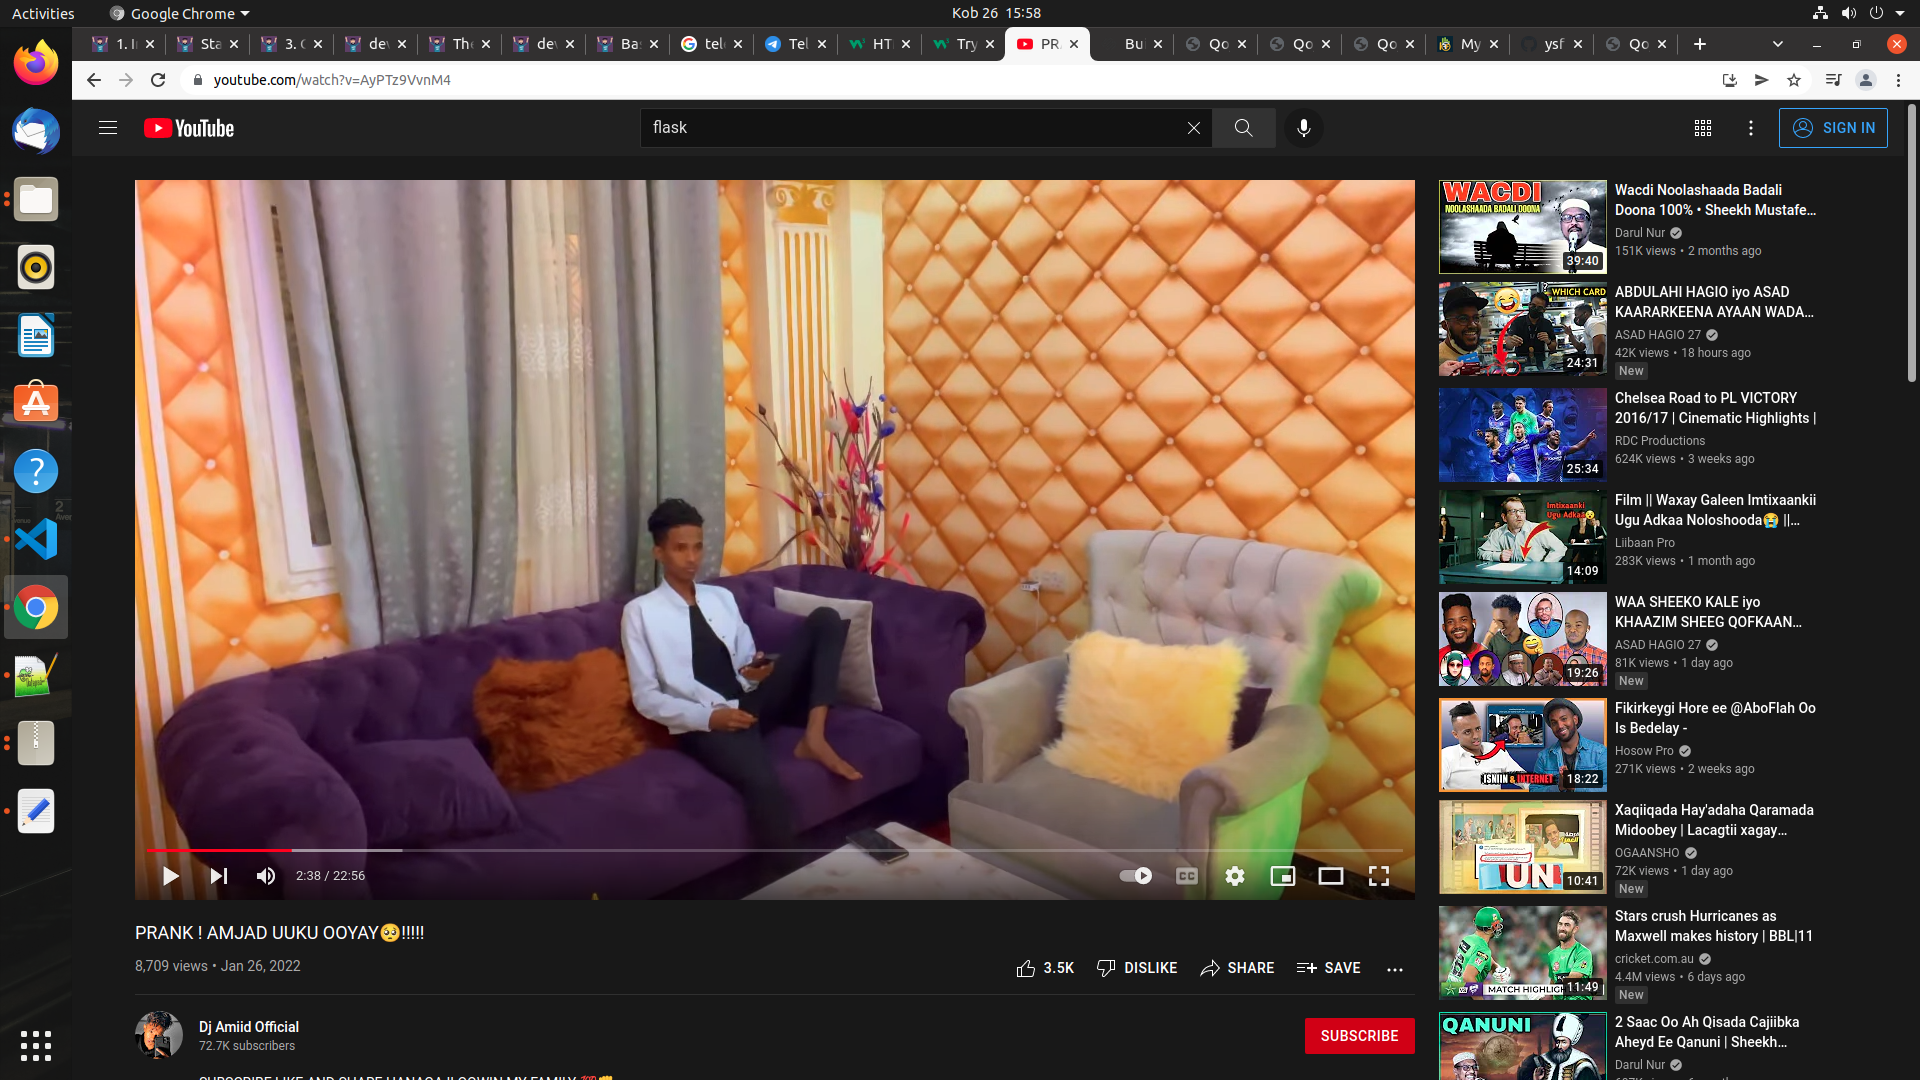 Activities
Google Chrome
Kob 26 15:58
1. I
Sta
3. C
dev
The
dev
Bas
tele
Tel
HT
Try
PR
Bui
Qo
Qo
Qo
My
ysf
Qo
youtube.com/watch?v=AyPTz9VvnM4
YouTube
flask
SIGN IN
WACDI
NOOLASHAADA BADALI DOONA
39:40
Wacdi Noolashaada Badali
Doona 100% • Sheekh Mustafe...
Darul Nur
151K views • 2 months ago
WHICH CARD
24:31
ABDULAHI HAGIO iyo ASAD
KAARARKEENA AYAAN WADA...
ASAD HAGIO 27
42K views • 18 hours ago
New
25:34
Chelsea Road to PL VICTORY
2016/17 | Cinematic Highlights |
RDC Productions
624K views • 3 weeks ago
Imtixaanki
Ugu Adkaa
14:09
Film || Waxay Galeen Imtixaankii
Ugu Adkaa Noloshooda😭 ||...
Liibaan Pro
283K views • 1 month ago
19:26
WAA SHEEKO KALE iyo
KHAAZIM SHEEG QOFKAAN...
ASAD HAGIO 27
81K views • 1 day ago
New
ISNIIN & INTERNET
18:22
Fikirkeygi Hore ee @AboFlah Oo
Is Bedelay -
Hosow Pro
271K views • 2 weeks ago
UN
10:41
Xaqiiqada Hay'adaha Qaramada
Midoobey | Lacagtii xagay...
OGAANSHO
72K views • 1 day ago
New
MATCH HIGHLIGH
11:49
Stars crush Hurricanes as
Maxwell makes history | BBL|11
cricket.com.au
4.4M views • 6 days ago
New
QANUNI
2 Saac Oo Ah Qisada Cajiibka
Aheyd Ee Qanuni | Sheekh...
Darul Nur
2:38 / 22:56
CC
PRANK ! AMJAD UUKU OOYAY🥺!!!!!
8,709 views • Jan 26, 2022
3.5K
DISLIKE
SHARE
SAVE
Dj Amiid Official
72.7K subscribers
SUBSCRIBE